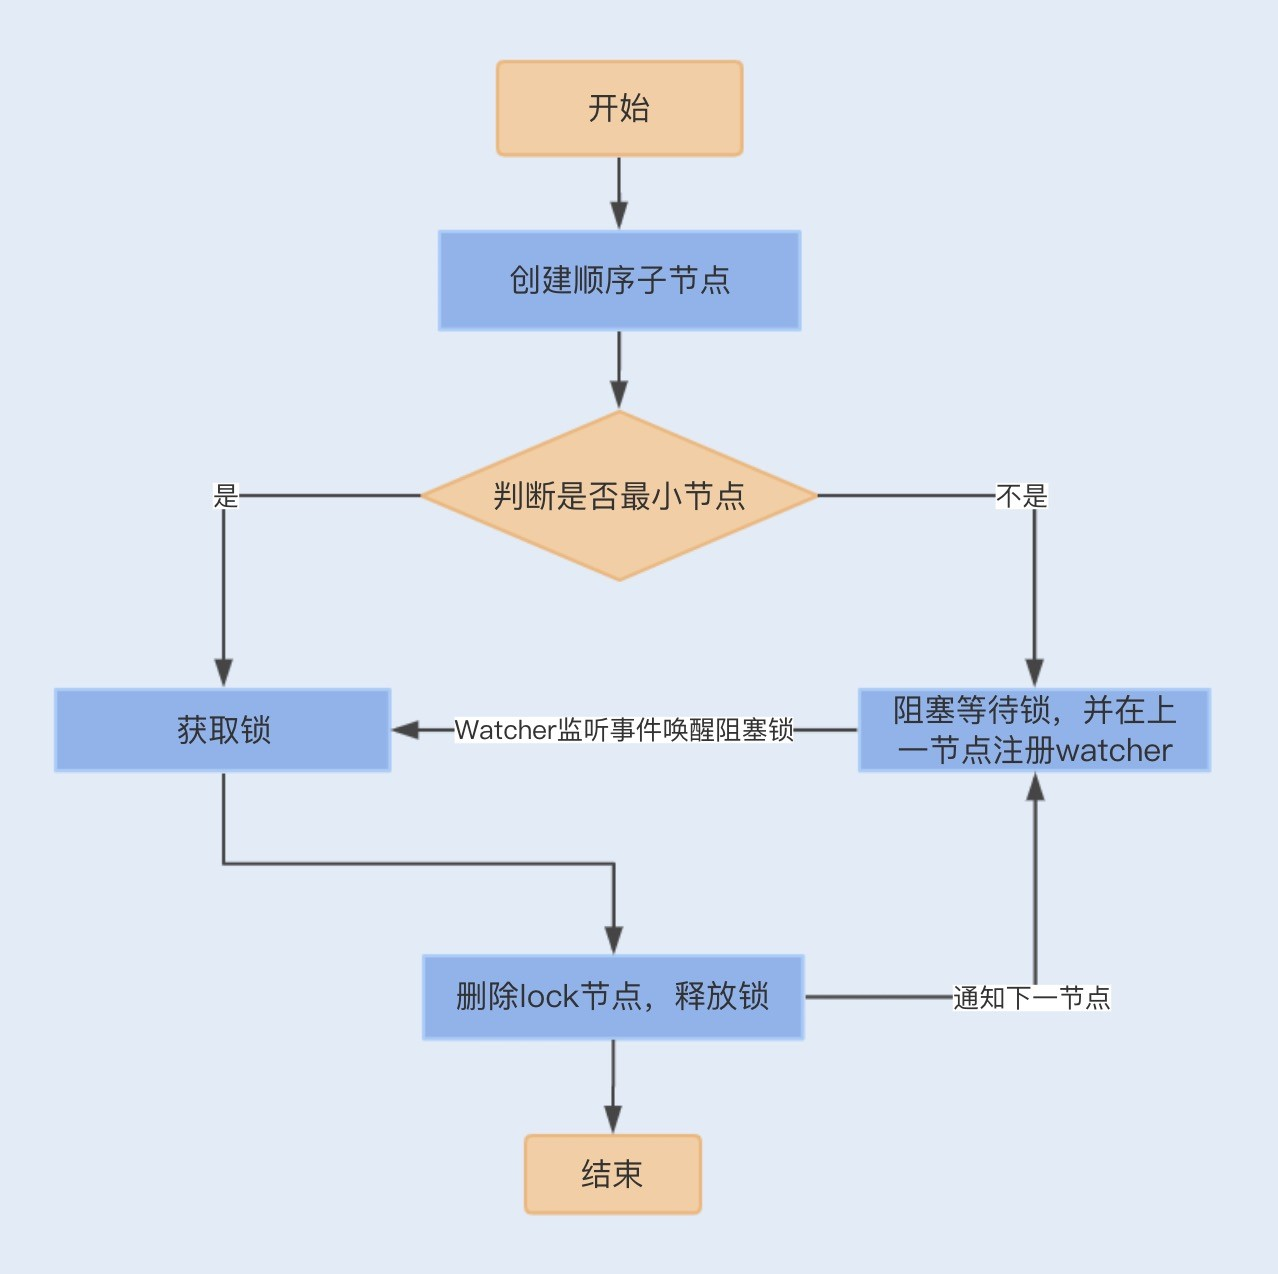 开始
创建顺序子节点
判断是否最小节点
是
不是
获取锁
Watcher监听事件唤醒阻塞锁
阻塞等待锁，并在上
一节点注册watcher
删除lock节点，释放锁
通知下一节点
结束